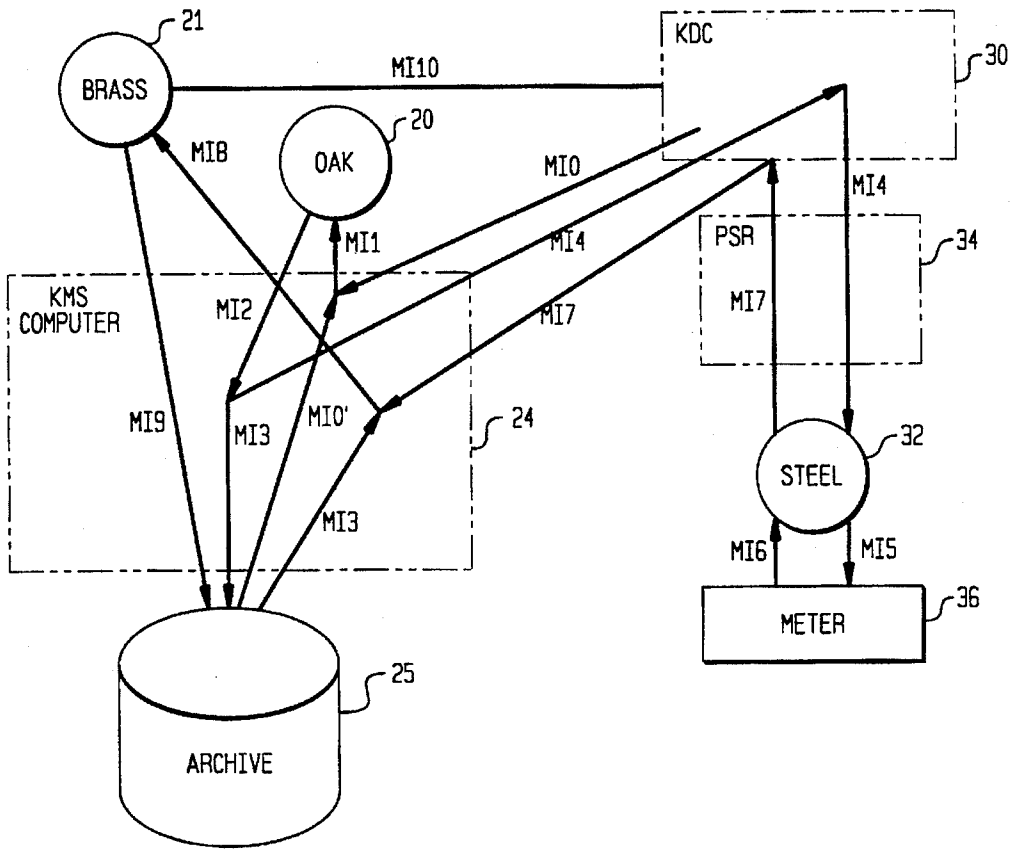 21
KDC
30
BRASS
MI10
20
MI8
OAK
MI0
MI4
MI1
MI4
PSR
34
KMS
COMPUTER
MI2
MI7
MI7
MI9
MI3
MI0'
24
32
STEEL
MI3
MI6
MI5
36
METER
25
ARCHIVE